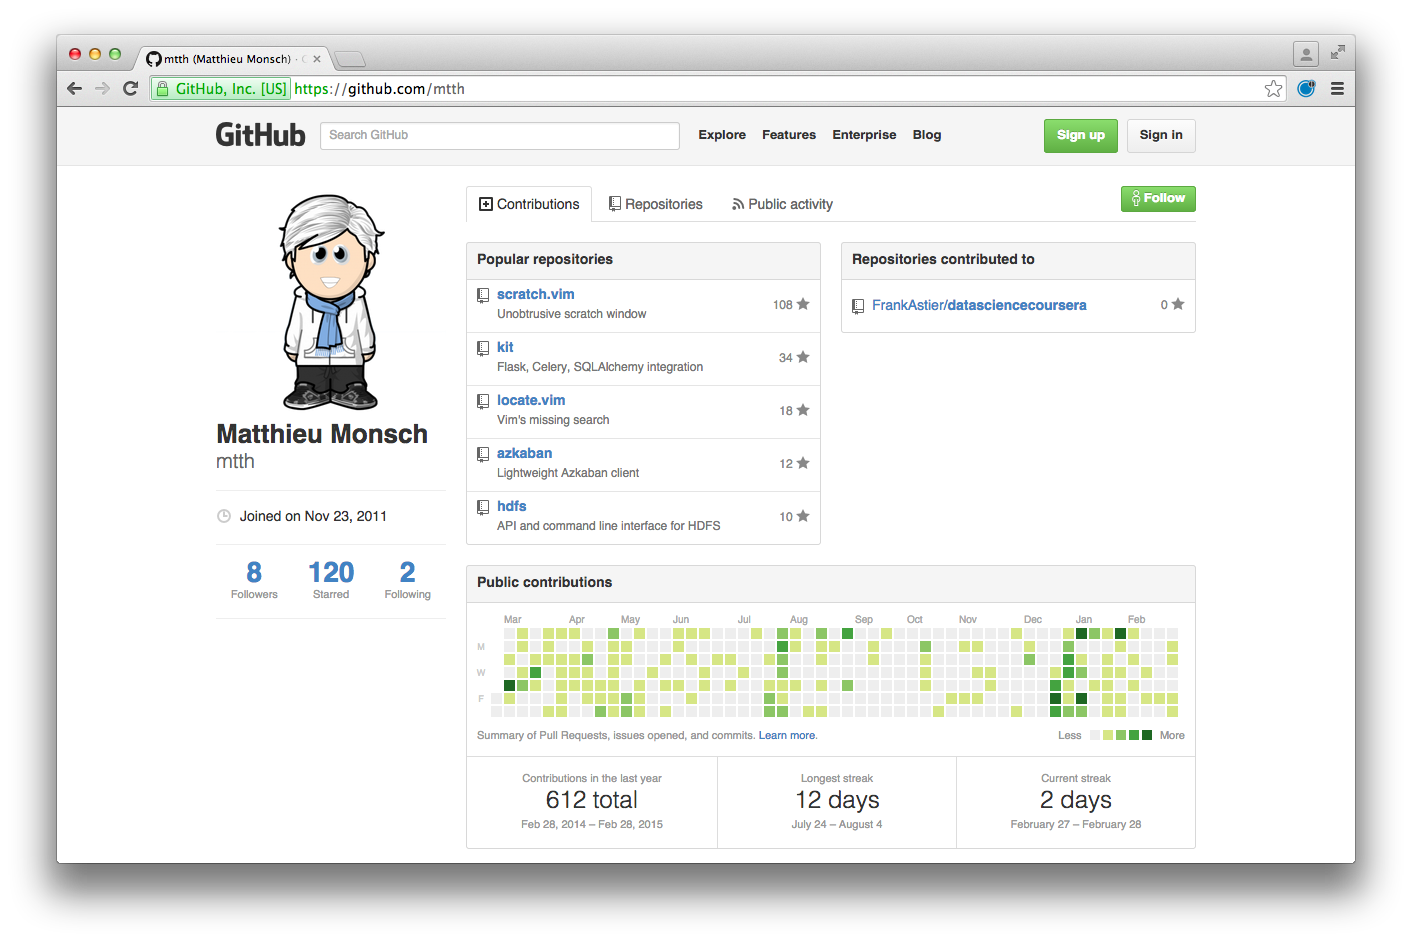 mtth (Matthieu Monsch) ·
GitHub, Inc. [US] https://github.com/mtth
GitHub
Search GitHub
Explore Features Enterprise Blog
Sign up
Sign in
Contributions
Repositories
Public activity
Follow
Matthieu Monsch
mtth
Joined on Nov 23, 2011
8 120 2
Followers Starred Following
Popular repositories
scratch.vim
Unobtrusive scratch window
108
kit
Flask, Celery, SQLAlchemy integration
34
locate.vim
Vim's missing search
18
azkaban
Lightweight Azkaban client
12
hdfs
API and command line interface for HDFS
10
Repositories contributed to
FrankAstier/datasciencecoursera 0
Public contributions
Mar Apr May Jun Jul Aug Sep Oct Nov Dec Jan Feb
M
W
F
Summary of Pull Requests, issues opened, and commits. Learn more.
Less More
Contributions in the last year
612 total
Feb 28, 2014 – Feb 28, 2015
Longest streak
12 days
July 24 – August 4
Current streak
2 days
February 27 – February 28